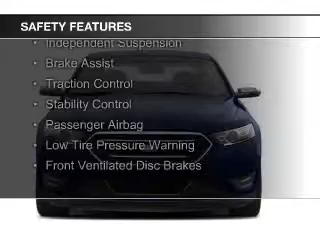 SAFETY FEATURES
• Independent Suspension
• Brake Assist
• Traction Control
• Stability Control
• Passenger Airbag
• Low Tire Pressure Warning
• Front Ventilated Disc Brakes